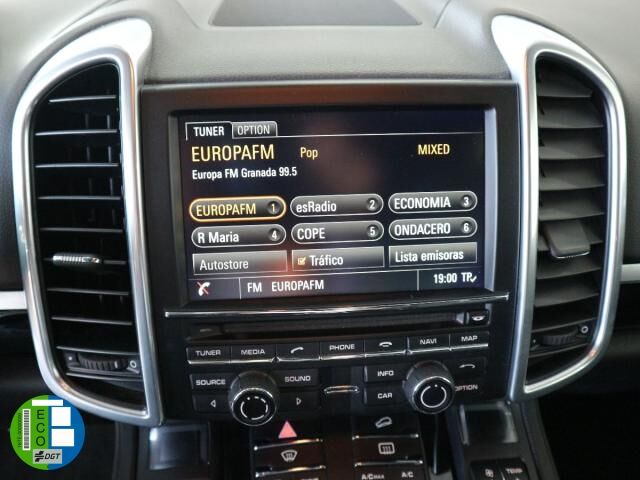 TUNER OPTION
EUROPAFM Pop MIXED
Europa FM Granada 99.5
EUROPAFM 1 esRadio 2 ECONOMIA 3
R Maria 4 COPE 5 ONDACERO 6
Autostore Tráfico Lista emisoras
FM EUROPAFM 19:00 TP
TUNER MEDIA PHONE NAVI MAP
SOURCE SOUND INFO
CAR OPTION
A/C MAX A/C TEMP
ECO
DGT